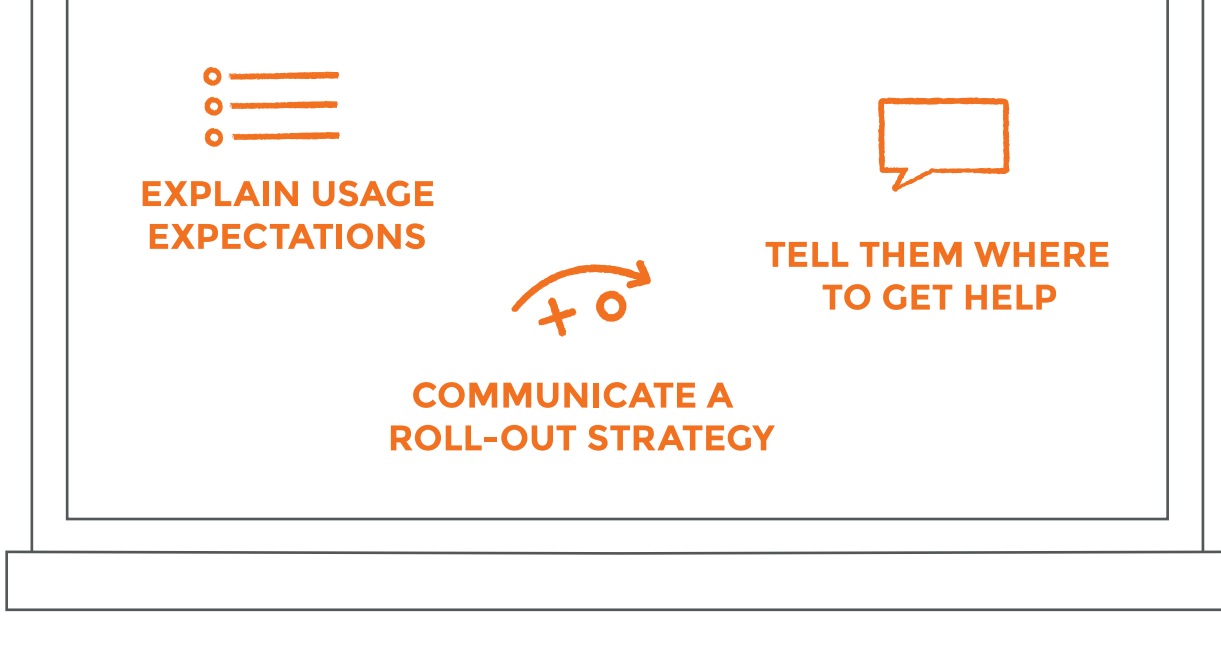 EXPLAIN USAGE
EXPECTATIONS
COMMUNICATE A
ROLL-OUT STRATEGY
TELL THEM WHERE
TO GET HELP